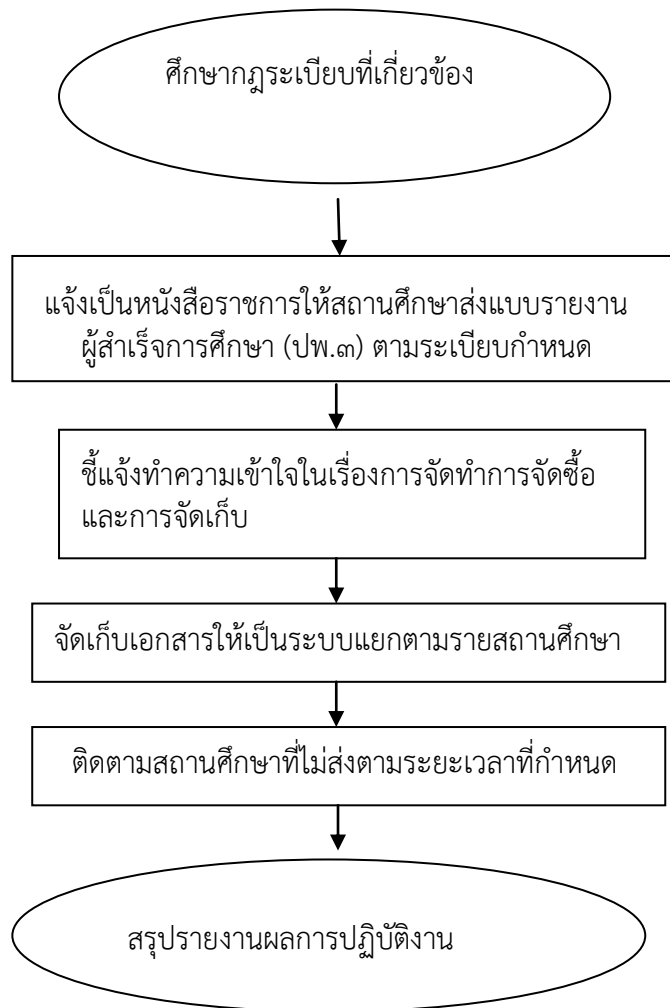 ศึกษากฎระเบียบที่เกี่ยวข้อง
แจ้งเป็นหนังสือราชการให้สถานศึกษาส่งแบบรายงาน
ผู้สำเร็จการศึกษา (ปพ.๓) ตามระเบียบกำหนด
ชี้แจ้งทำความเข้าใจในเรื่องการจัดทำการจัดซื้อ
และการจัดเก็บ
จัดเก็บเอกสารให้เป็นระบบแยกตามรายสถานศึกษา
ติดตามสถานศึกษาที่ไม่ส่งตามระยะเวลาที่กำหนด
สรุปรายงานผลการปฏิบัติงาน